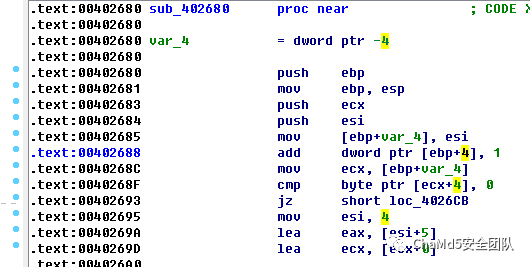 .text:00402680 sub_402680 proc near ; CODE X
.text:00402680
.text:00402680 var_4 = dword ptr -4
.text:00402680
.text:00402680 push ebp
.text:00402681 mov ebp, esp
.text:00402683 push ecx
.text:00402684 push esi
.text:00402685 mov [ebp+var_4], esi
.text:00402688 add dword ptr [ebp+4], 1
.text:0040268C mov ecx, [ebp+var_4]
.text:0040268F cmp byte ptr [ecx+4], 0
.text:00402693 jz short loc_4026CB
.text:00402695 mov esi, 4
.text:0040269A lea eax, [esi+5]
.text:0040269D lea ecx, [ecx+0]
.text:004026A0
ChaMd5安全团队